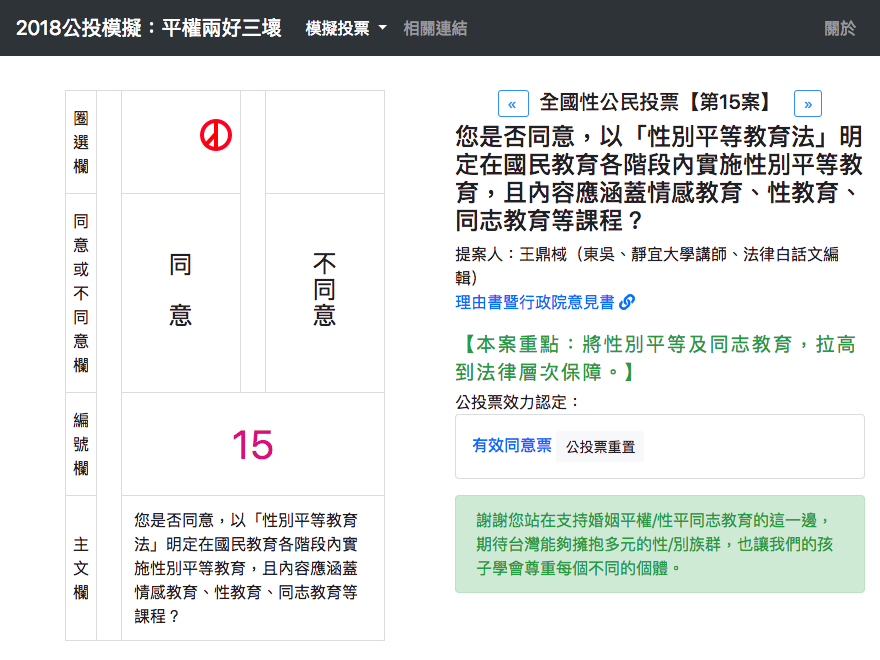 2018公投模擬：平權兩好三壞
模擬投票
相關連結
關於
圈選欄
同意或不同意欄
同意
不同意
編號欄
15
主文欄
您是否同意，以「性別平等教育
法」明定在國民教育各階段內實
施性別平等教育，且內容應涵蓋
情感教育、性教育、同志教育等
課程？
«
全國性公民投票【第15案】
»
您是否同意，以「性別平等教育法」明
定在國民教育各階段內實施性別平等教
育，且內容應涵蓋情感教育、性教育、
同志教育等課程？
提案人：王鼎棫（東吳、靜宜大學講師、法律白話文編
輯）
理由書暨行政院意見書
【本案重點：將性別平等及同志教育，拉高
到法律層次保障。】
公投票效力認定：
有效同意票
公投票重置
謝謝您站在支持婚姻平權/性平同志教育的這一邊，
期待台灣能夠擁抱多元的性/別族群，也讓我們的孩
子學會尊重每個不同的個體。